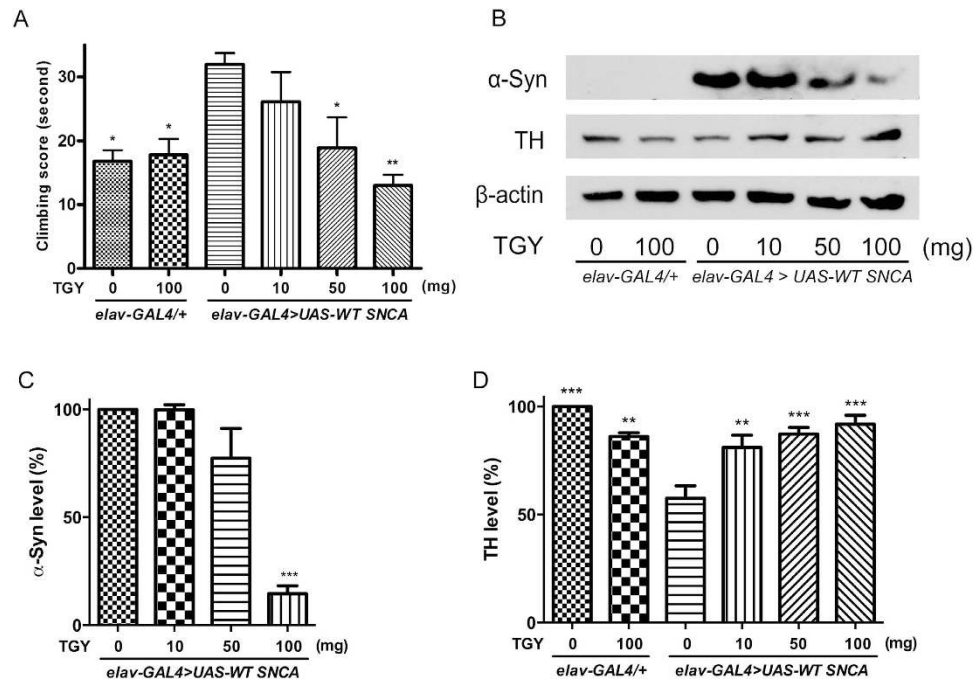 A
Climbing score (second)
30
20
10
0
* * * **
TGY 0 100 0 10 50 100 (mg)
elav-GAL4/+ elav-GAL4>UAS-WT SNCA
B
α-Syn
TH
β-actin
TGY 0 100 0 10 50 100 (mg)
elav-GAL4/+ elav-GAL4 > UAS-WT SNCA
C
α-Syn level (%)
100
50
0
***
TGY 0 10 50 100 (mg)
elav-GAL4>UAS-WT SNCA
D
TH level (%)
100
50
0
*** ** ** *** ***
TGY 0 100 0 10 50 100 (mg)
elav-GAL4/+ elav-GAL4>UAS-WT SNCA